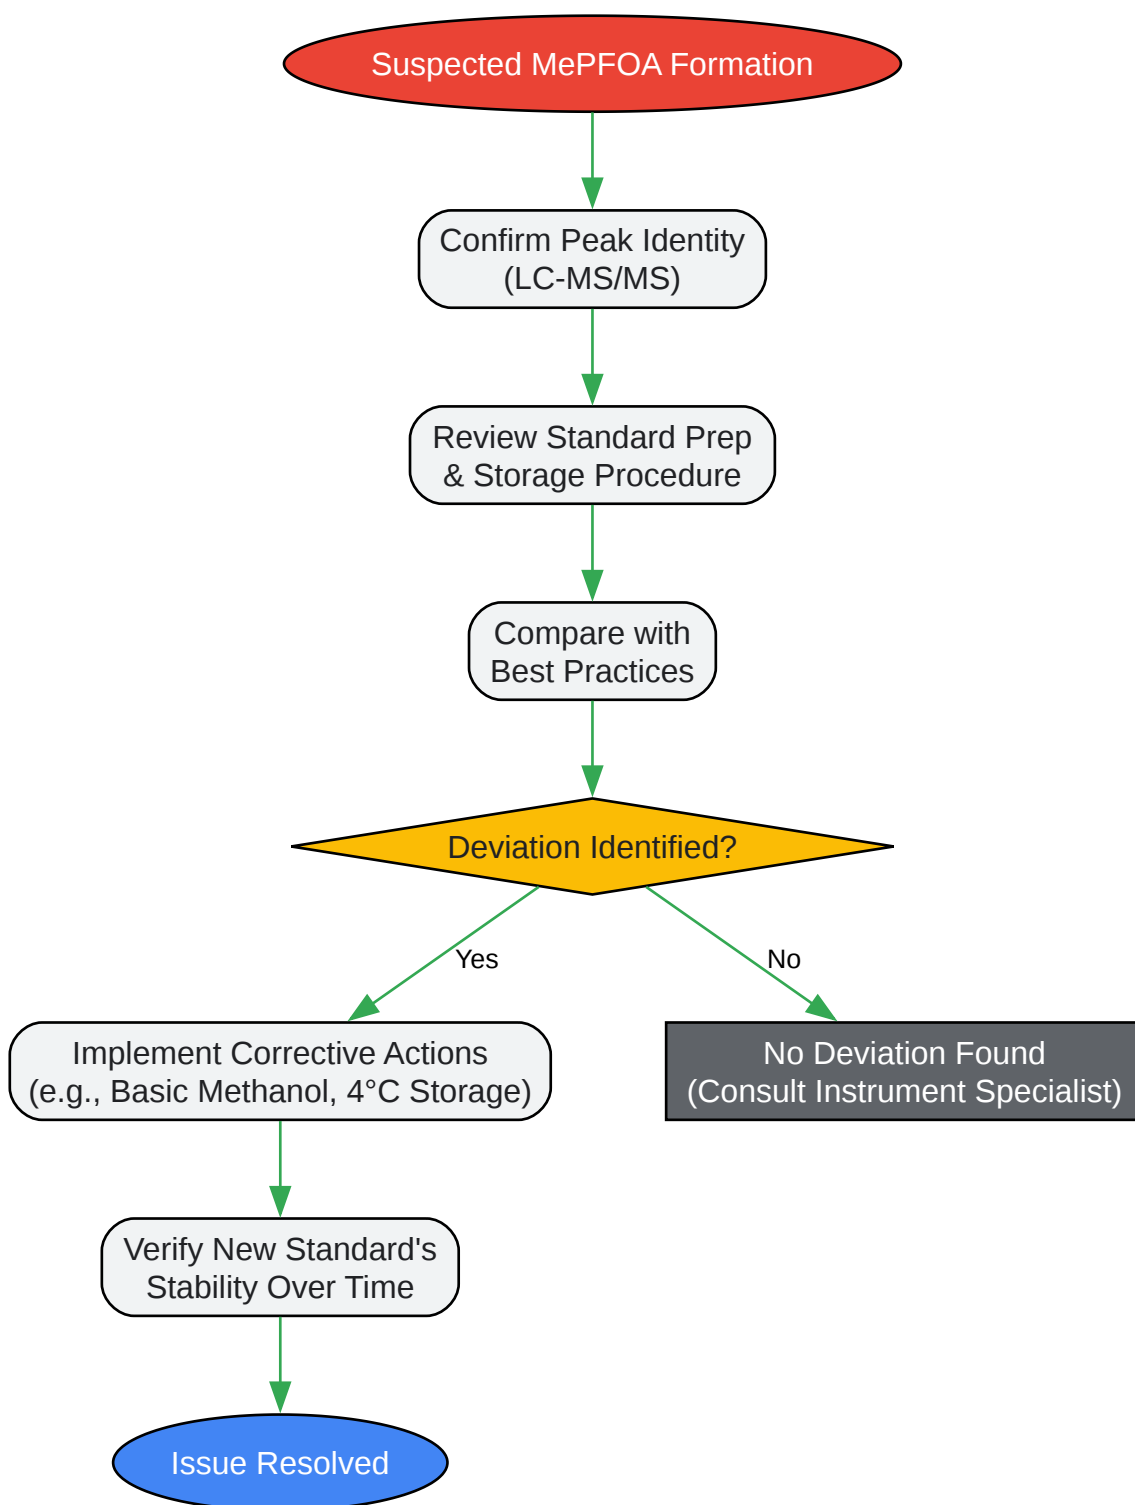 Suspected MePFOA Formation
Confirm Peak Identity
(LC-MS/MS)
Review Standard Prep
& Storage Procedure
Compare with
Best Practices
Deviation Identified?
Yes
No
Implement Corrective Actions
(e.g., Basic Methanol, 4°C Storage)
No Deviation Found
(Consult Instrument Specialist)
Verify New Standard's
Stability Over Time
Issue Resolved